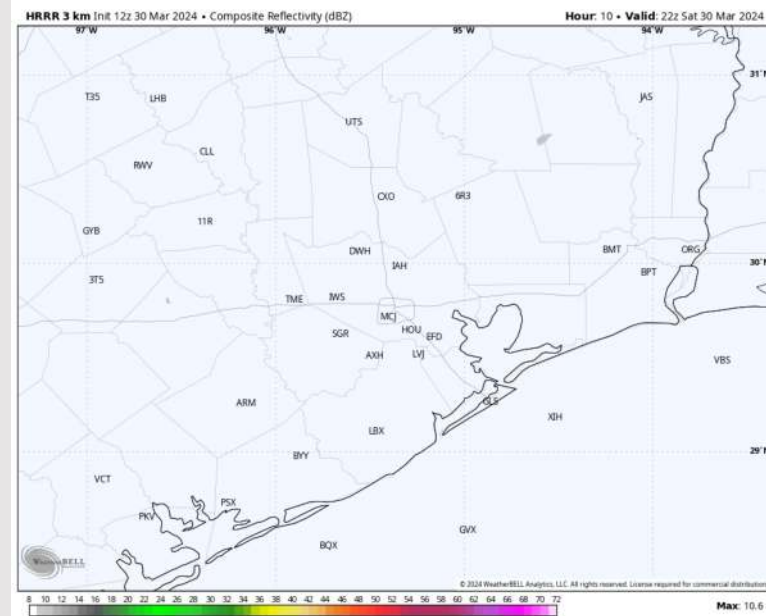 HRRR 3 km Init 12z 30 Mar 2024 • Composite Reflectivity (dBZ) Hour: 10 • Valid: 22z Sat 30 Mar 2024
97°W 96°W 95°W 94°W
31°N
T35 LHB JAS
UTS
CLL
RWV
CXO 6R3
11R
GYB
DWH BMT ORG
IAH 30°N
BPT
3T5
TME IWS
MCJ
SGR HOU EFD
AXH LVJ VBS
ARM GLS
XIH
LBX
29°N
BYY
VCT
PSX
PKV
GVX
BQX
WeatherBELL
© 2024 WeatherBELL Analytics, LLC. All rights reserved. License required for commercial distribution
8 10 12 14 16 18 20 22 24 26 28 30 32 34 36 38 40 42 44 46 48 50 52 54 56 58 60 62 64 66 68 70 72
Max: 10.6